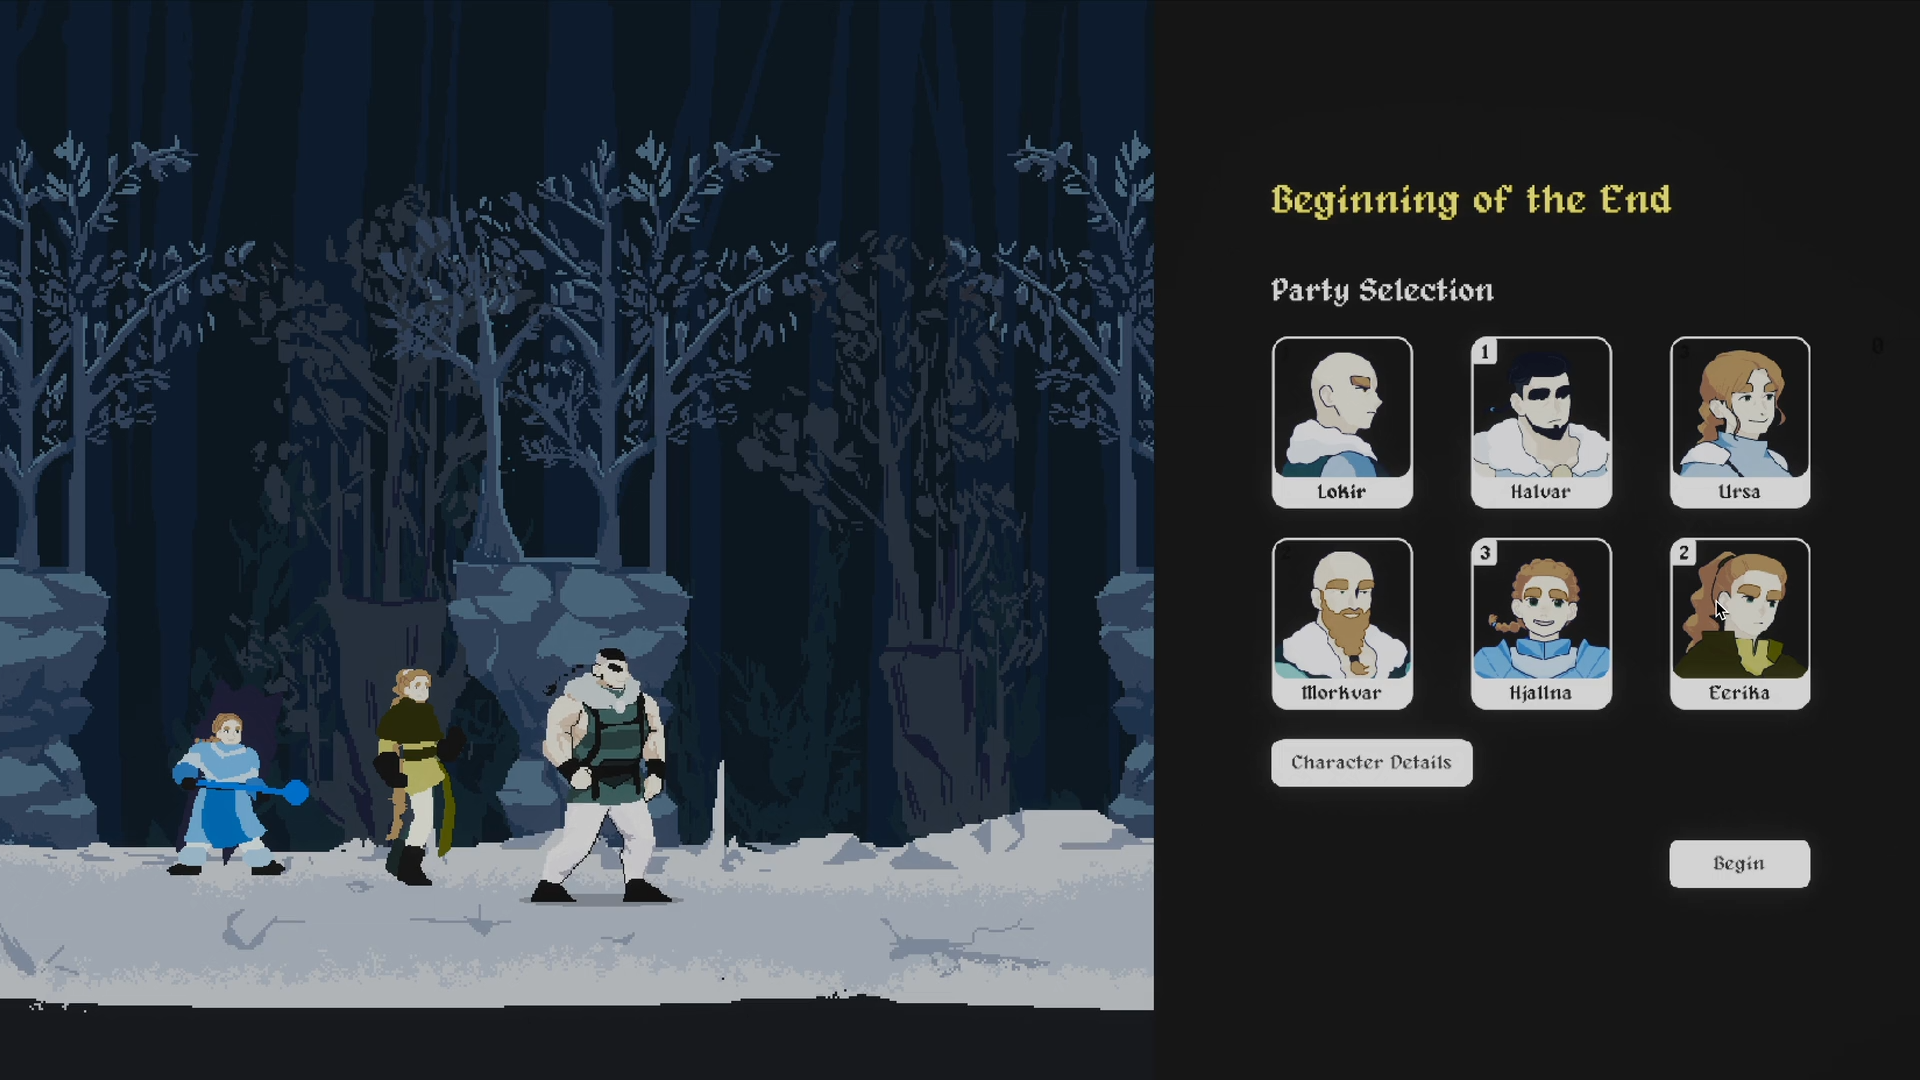 Beginning of the End
Party Selection
1
Lokir
Halvar
Ursa
3
2
Morkvar
Hjallna
Eerika
Character Details
Begin